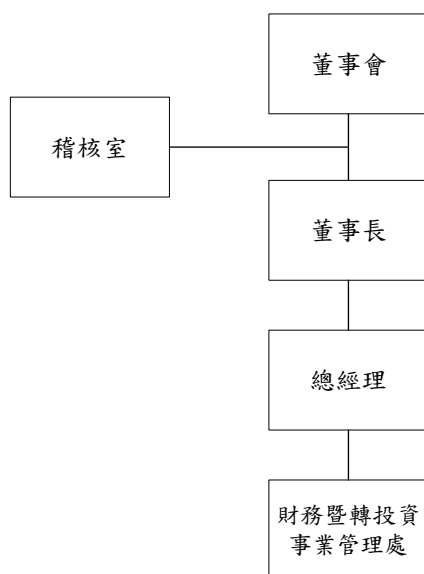 董事會
稽核室
董事長
總經理
財務暨轉投資
事業管理處